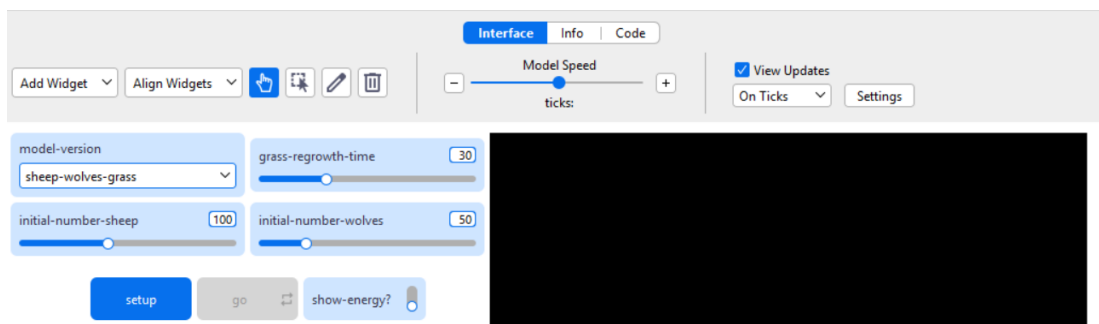 Interface Info Code
Add Widget Align Widgets
Model Speed
ticks:
View Updates
On Ticks Settings
model-version
sheep-wolves-grass
grass-regrowth-time 30
initial-number-sheep 100
initial-number-wolves 50
setup go show-energy?